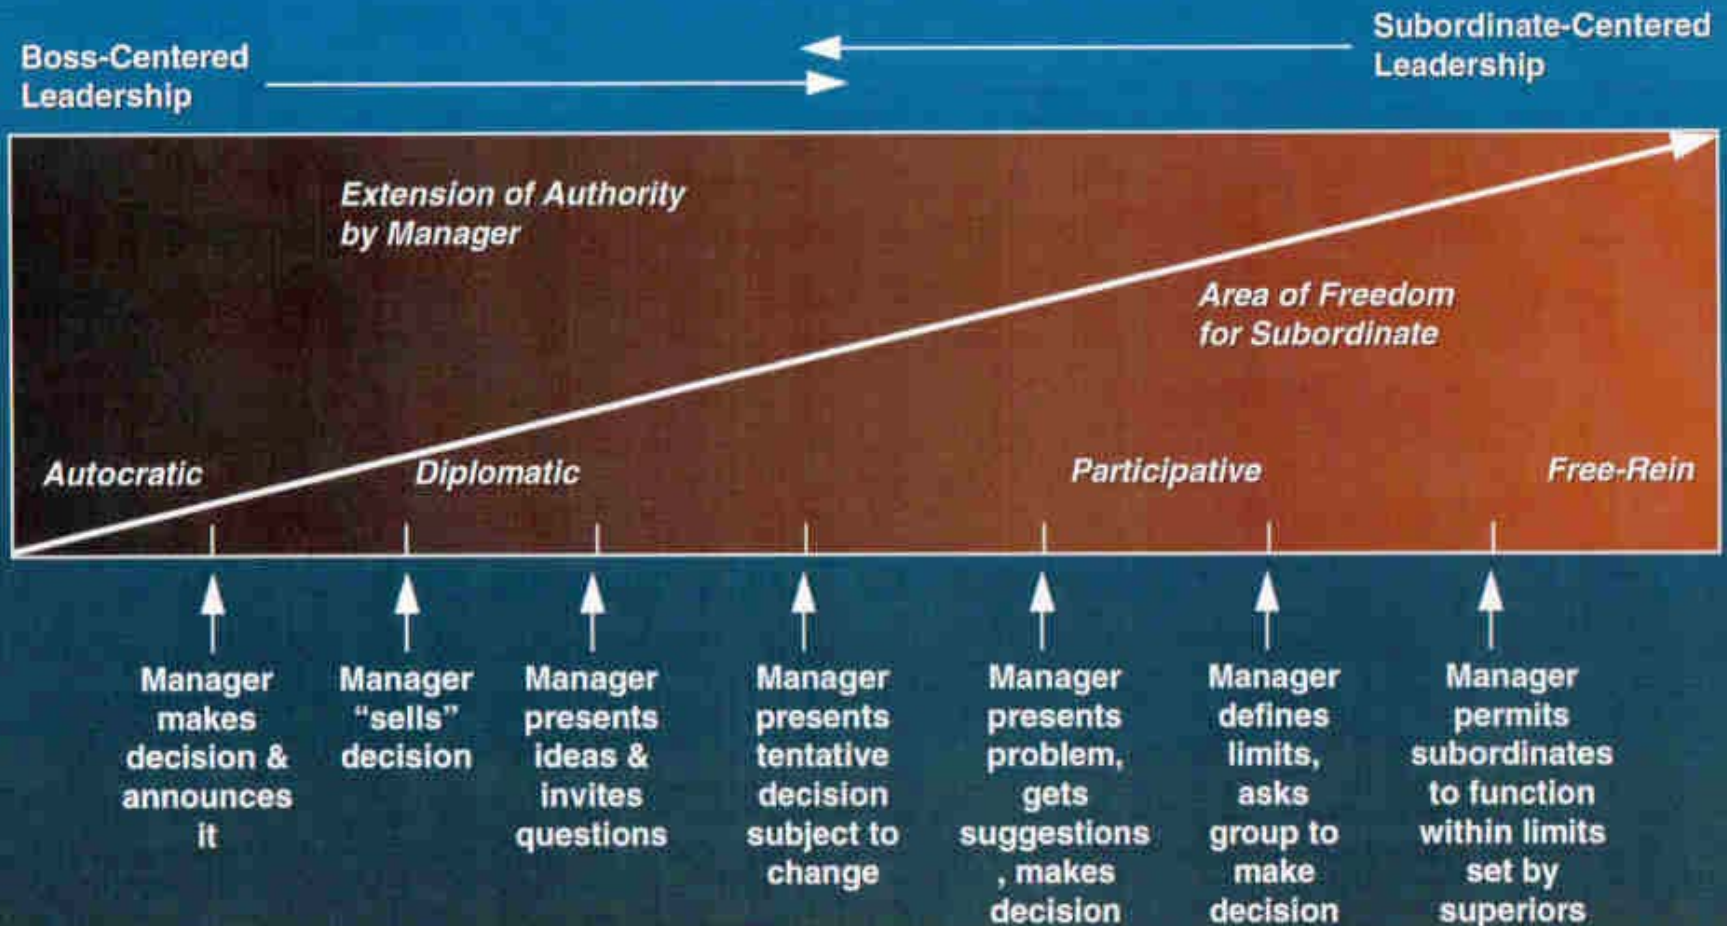 Boss-Centered
Leadership
Subordinate-Centered
Leadership
Extension of Authority
by Manager
Area of Freedom
for Subordinate
Autocratic
Diplomatic
Participative
Free-Rein
Manager
makes
decision &
announces
it
Manager
“sells”
decision
Manager
presents
ideas &
invites
questions
Manager
presents
tentative
decision
subject to
change
Manager
presents
problem,
gets
suggestions
, makes
decision
Manager
defines
limits,
asks
group to
make
decision
Manager
permits
subordinates
to function
within limits
set by
superiors